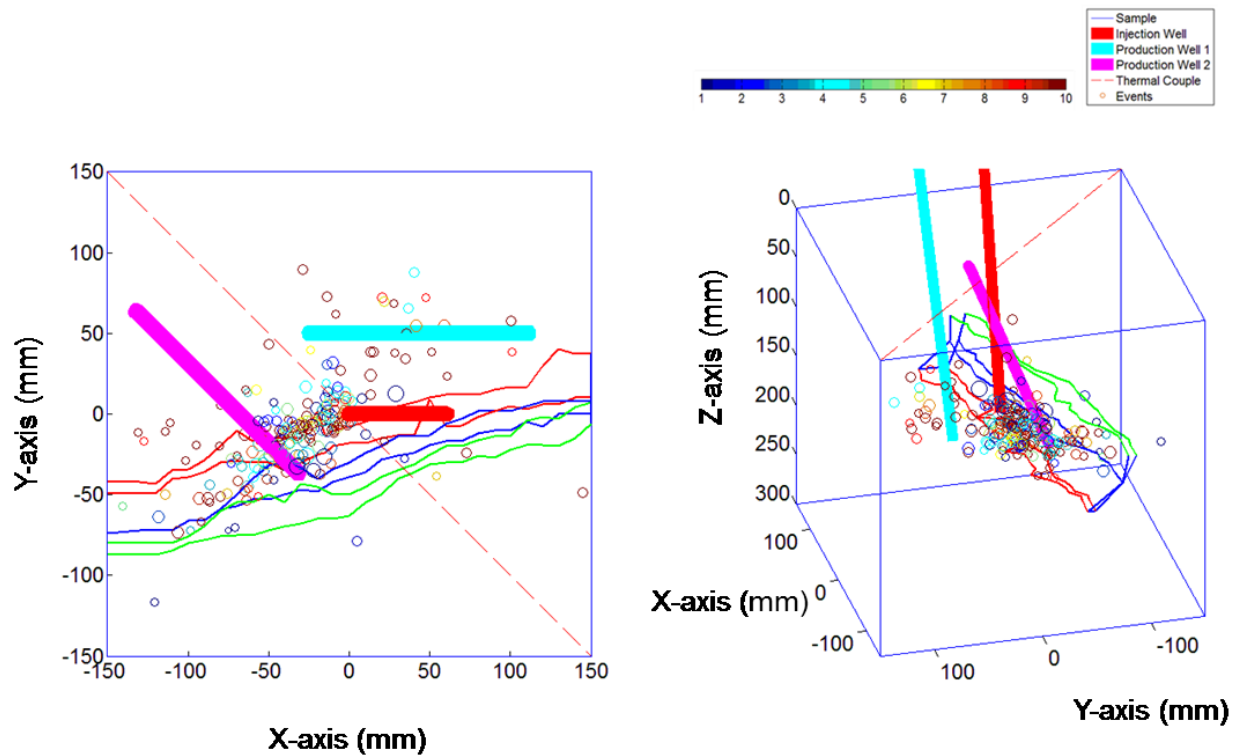 Sample
Injection Well
Production Well 1
Production Well 2
Thermal Couple
Events
1 2 3 4 5 6 7 8 9 10
150
100
50
0
-50
-100
-150
Y-axis (mm)
-150 -100 -50 0 50 100 150
X-axis (mm)
0
50
100
150
200
250
300
Z-axis (mm)
100
0
-100
X-axis (mm)
100 0 -100
Y-axis (mm)